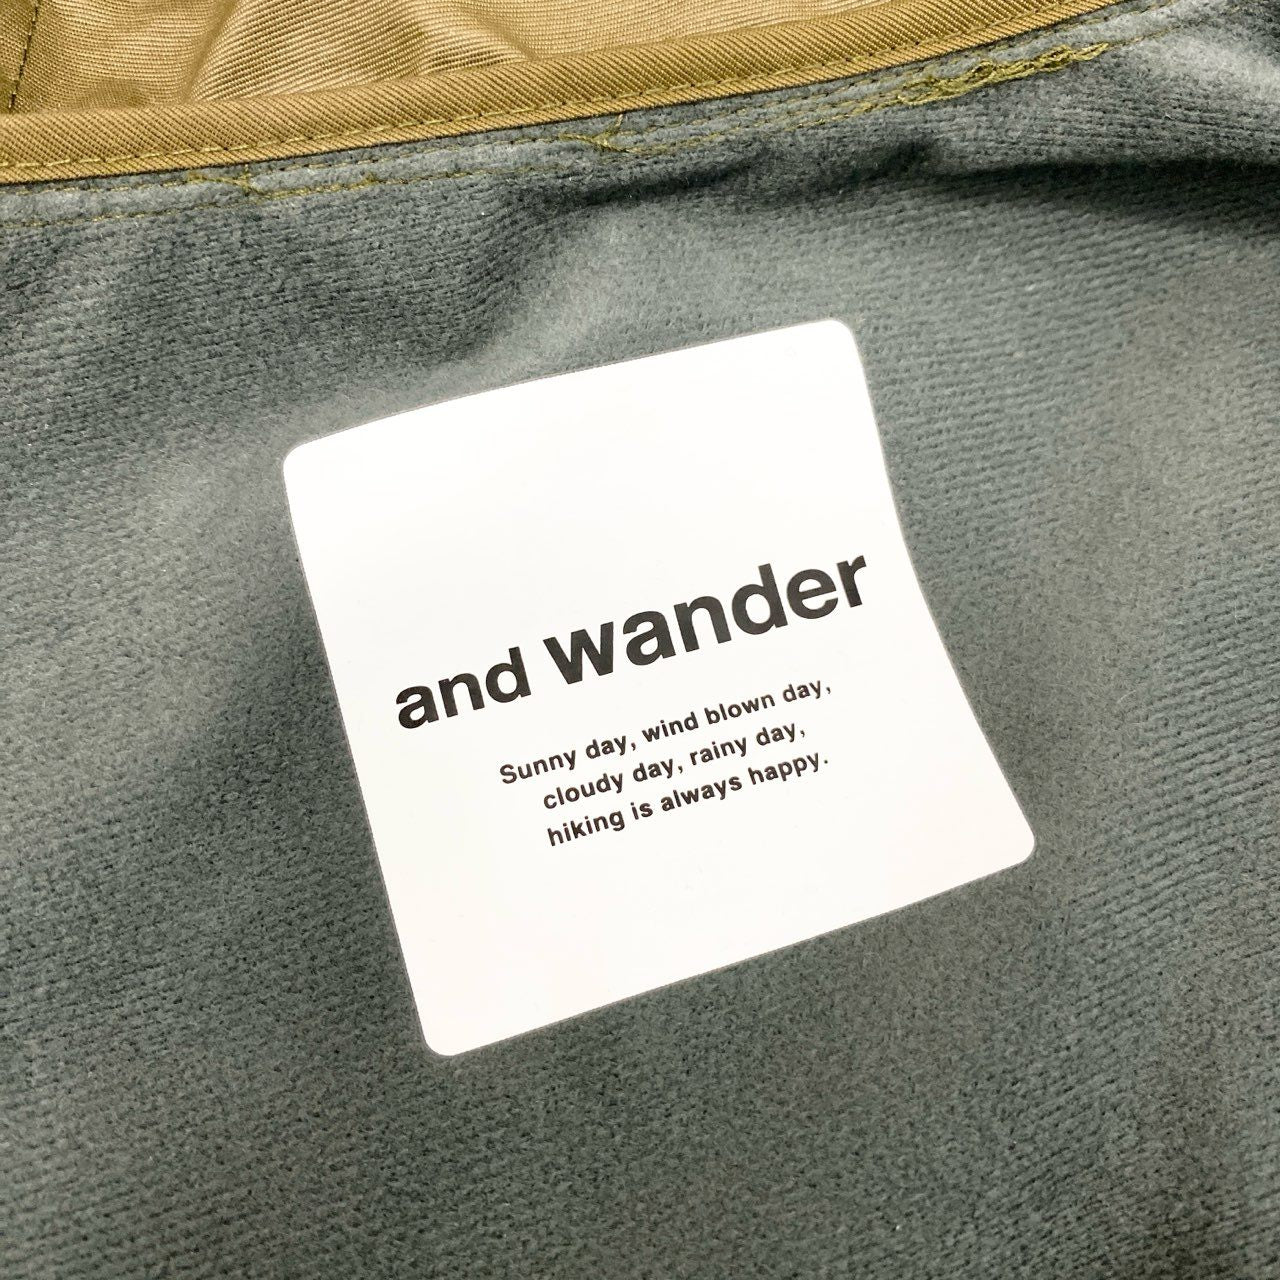 and wander
Sunny day, wind blown day,
cloudy day, rainy day,
hiking is always happy.